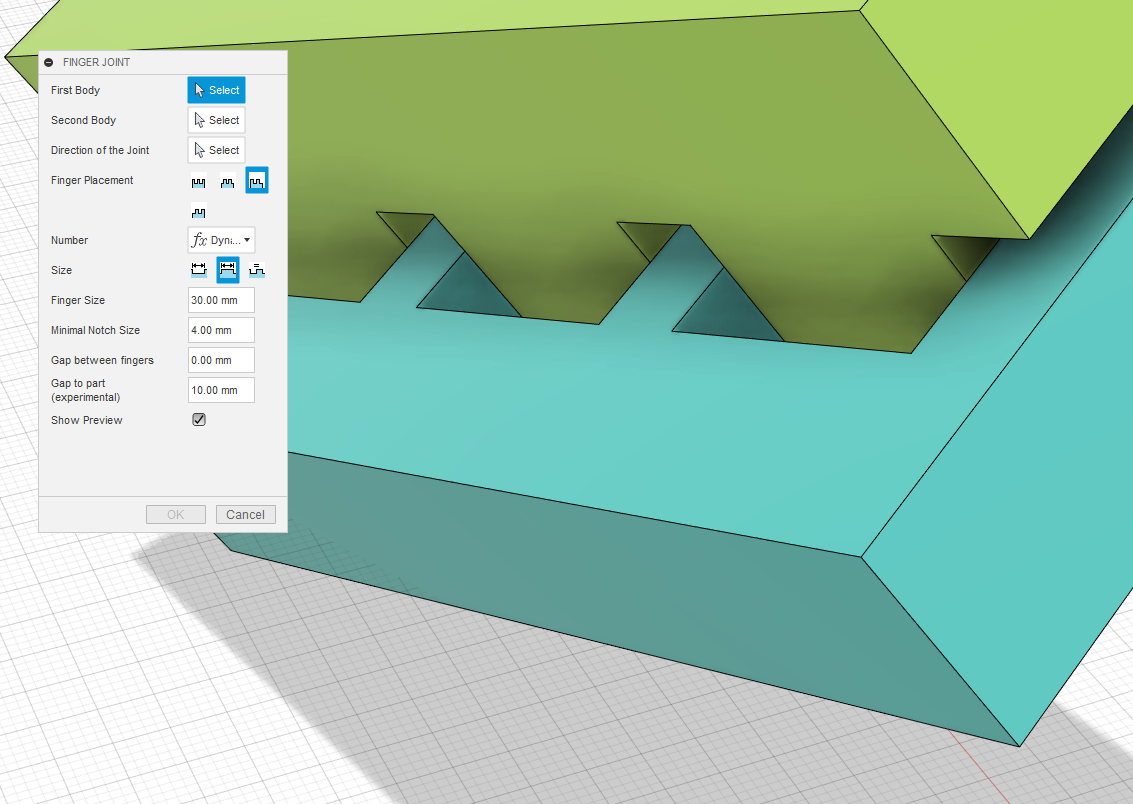 FINGER JOINT
First Body Select
Second Body Select
Direction of the Joint Select
Finger Placement
Number fx Dyn...
Size
Finger Size 30.00 mm
Minimal Notch Size 4.00 mm
Gap between fingers 0.00 mm
Gap to part
(experimental) 10.00 mm
Show Preview
OK Cancel